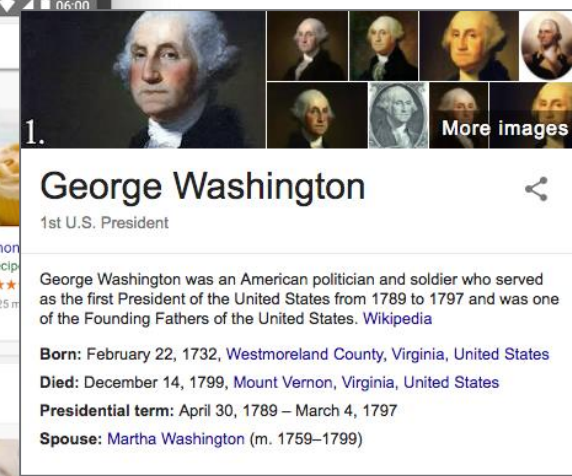 06:00
1.
More images
George Washington
1st U.S. President
George Washington was an American politician and soldier who served
as the first President of the United States from 1789 to 1797 and was one
of the Founding Fathers of the United States. Wikipedia
Born: February 22, 1732, Westmoreland County, Virginia, United States
Died: December 14, 1799, Mount Vernon, Virginia, United States
Presidential term: April 30, 1789 – March 4, 1797
Spouse: Martha Washington (m. 1759–1799)